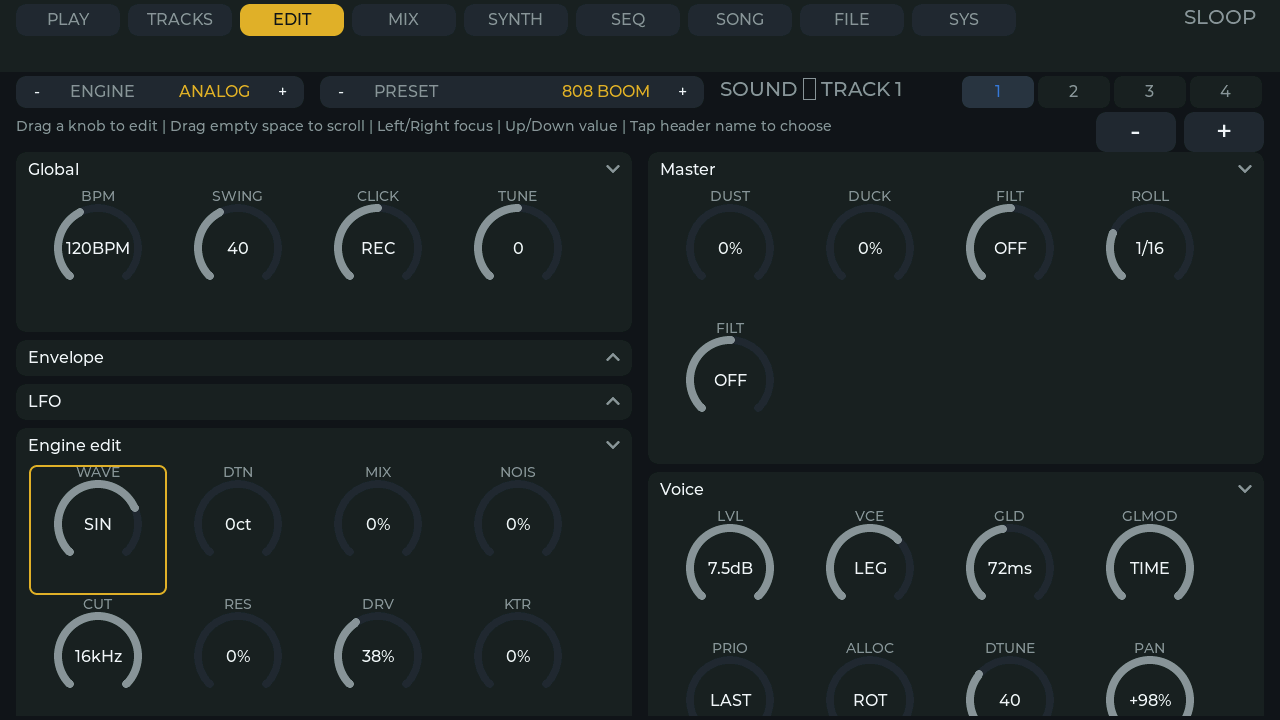 PLAY TRACKS EDIT MIX SYNTH SEQ SONG FILE SYS SLOOP
- ENGINE ANALOG + - PRESET 808 BOOM + SOUND TRACK 1 1 2 3 4
Drag a knob to edit | Drag empty space to scroll | Left/Right focus | Up/Down value | Tap header name to choose
- +
Global
BPM SWING CLICK TUNE
120BPM 40 REC 0
Envelope
LFO
Engine edit
WAVE DTN MIX NOIS
SIN 0ct 0% 0%
CUT RES DRV KTR
16kHz 0% 38% 0%
Master
DUST DUCK FILT ROLL
0% 0% OFF 1/16
FILT
OFF
Voice
LVL VCE GLD GLMOD
7.5dB LEG 72ms TIME
PRIO ALLOC DTUNE PAN
LAST ROT 40 +98%